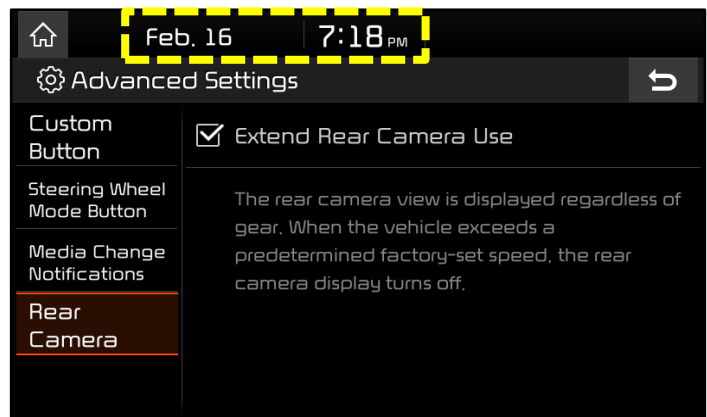 Feb. 16 7:18 PM
Advanced Settings
Custom
Button
Extend Rear Camera Use
Steering Wheel
Mode Button
Media Change
Notifications
Rear
Camera
The rear camera view is displayed regardless of
gear. When the vehicle exceeds a
predetermined factory-set speed, the rear
camera display turns off.